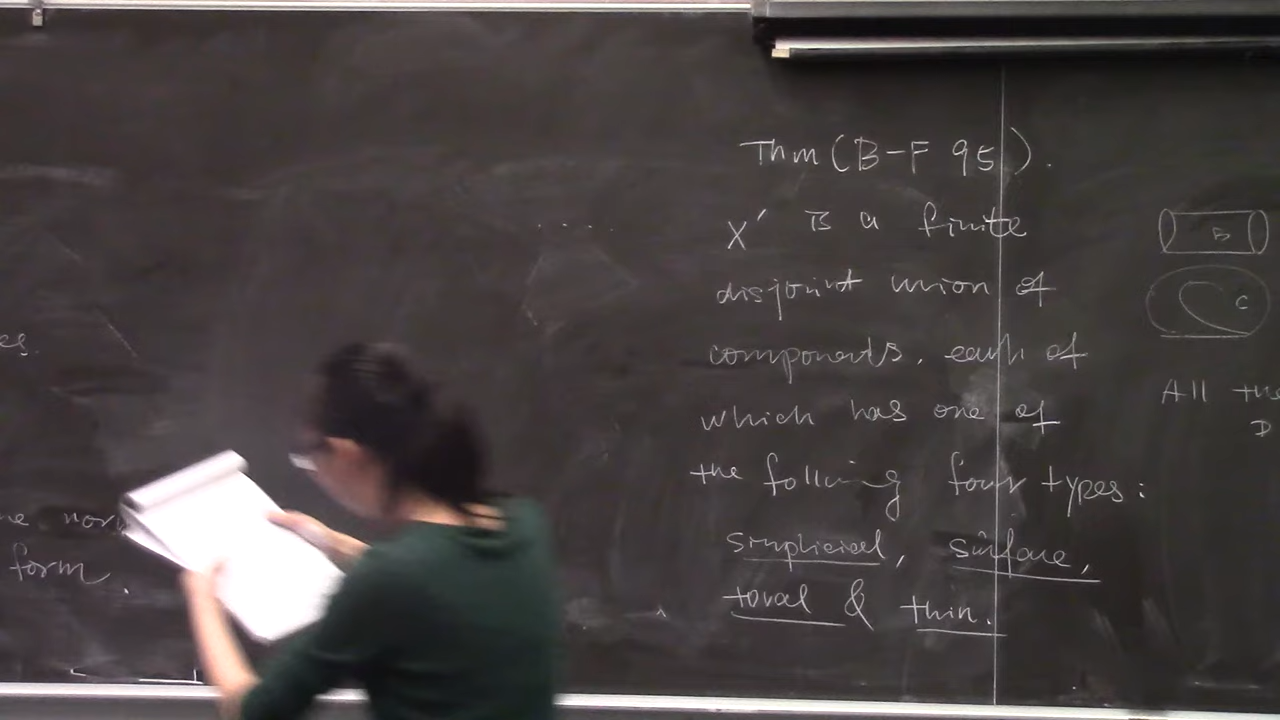 es.
form.
Thm (B-F 95).
X′ is a finite
disjoint union of
components, each of
which has one of
the following four types:
simplicial, surface,
toral & thin.
B
C
All the
D